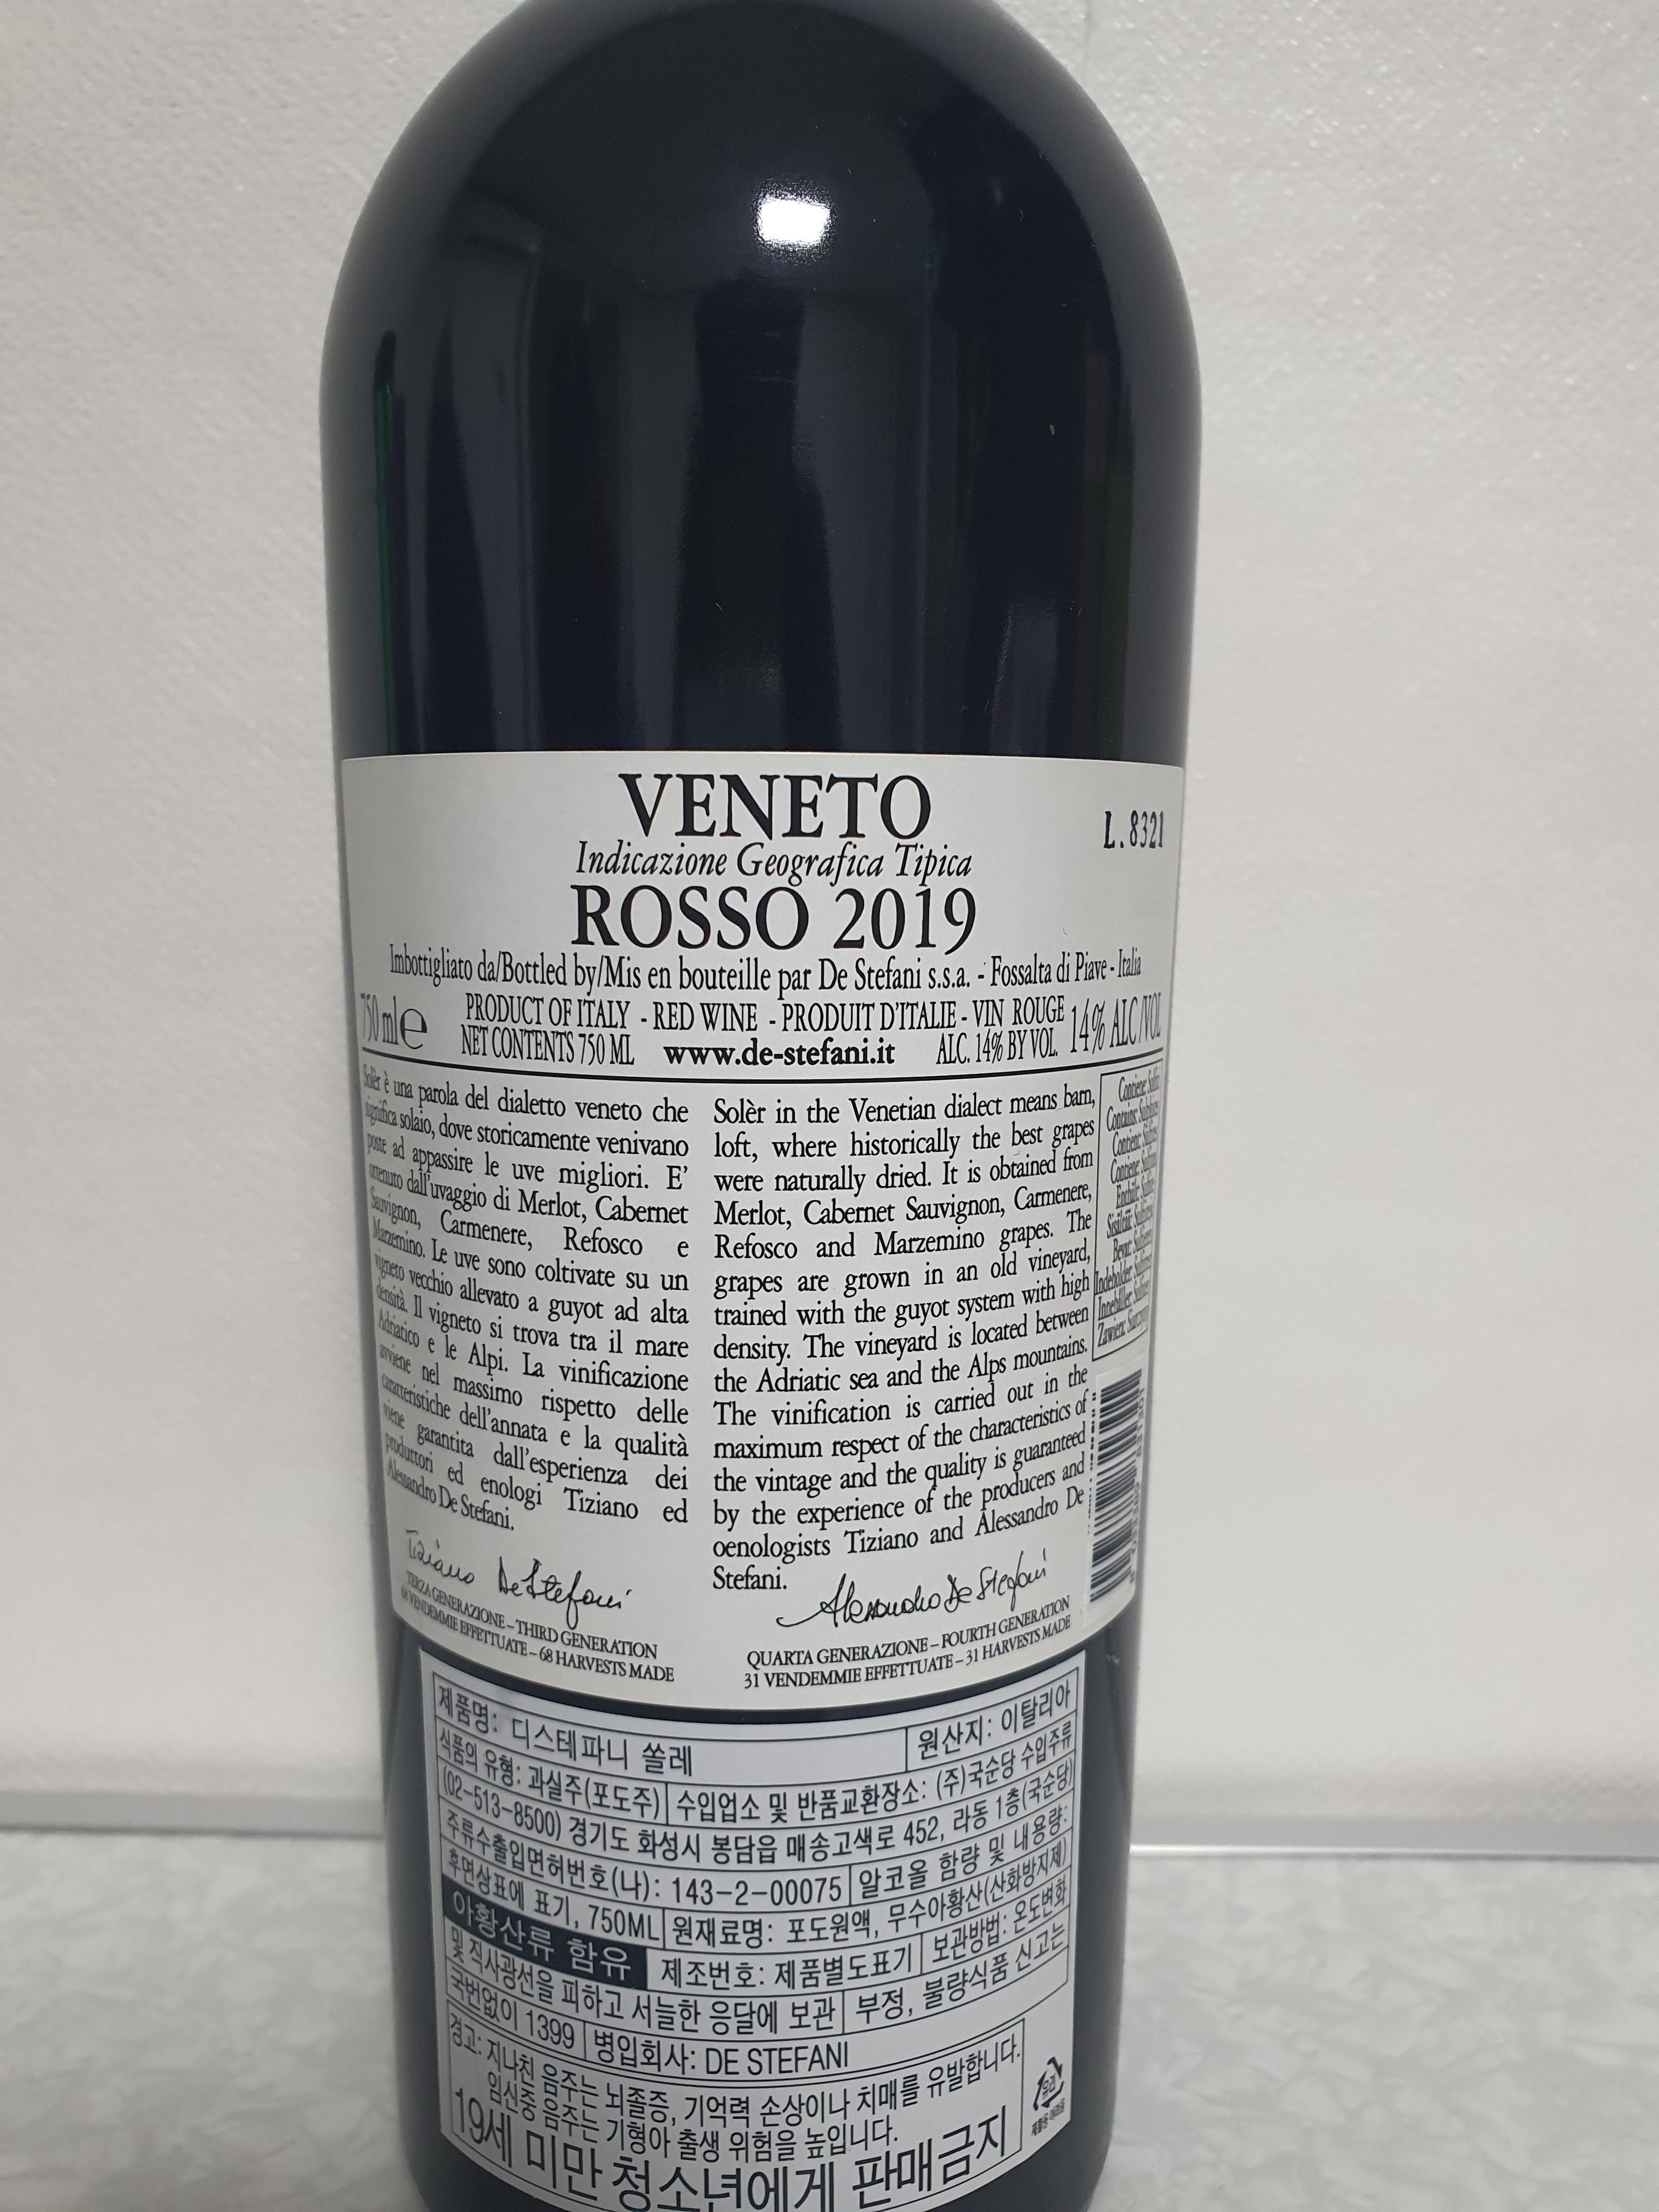 VENETO
L.8321
Indicazione Geografica Tipica
ROSSO 2019
Imbottigliato da/Bottled by/Mis en bouteille par De Stefani s.s.a. - Fossalta di Piave - Italia
750 ml e
PRODUCT OF ITALY - RED WINE - PRODUIT D'ITALIE - VIN ROUGE
14% ALC/VOL
NET CONTENTS 750 ML www.de-stefani.it ALC. 14% BY VOL.
Solèr è una parola del dialetto veneto che
significa solaio, dove storicamente venivano
poste ad appassire le uve migliori. E'
ottenuto dall'uvaggio di Merlot, Cabernet
Sauvignon, Carmenere, Refosco e
Marzemino. Le uve sono coltivate su un
vigneto vecchio allevato a guyot ad alta
densità. Il vigneto si trova tra il mare
Adriatico e le Alpi. La vinificazione
avviene nel massimo rispetto delle
caratteristiche dell'annata e la qualità
viene garantita dall'esperienza dei
produttori ed enologi Tiziano ed
Alessandro De Stefani.
Tiziano De Stefani
TERZA GENERAZIONE – THIRD GENERATION
68 VENDEMMIE EFFETTUATE – 68 HARVESTS MADE
Solèr in the Venetian dialect means barn,
loft, where historically the best grapes
were naturally dried. It is obtained from
Merlot, Cabernet Sauvignon, Carmenere,
Refosco and Marzemino grapes. The
grapes are grown in an old vineyard,
trained with the guyot system with high
density. The vineyard is located between
the Adriatic sea and the Alps mountains.
The vinification is carried out in the
maximum respect of the characteristics of
the vintage and the quality is guaranteed
by the experience of the producers and
oenologists Tiziano and Alessandro De
Stefani.
Alessandro De Stefani
QUARTA GENERAZIONE – FOURTH GENERATION
31 VENDEMMIE EFFETTUATE – 31 HARVESTS MADE
Contiene:
Contains:
Contient:
Contiene:
Enthält:
Sisältää:
Indeholder:
Innehåller:
Zawiera:
제품명: 디스테파니 쏠레 원산지: 이탈리아
식품의 유형: 과실주(포도주) 수입업소 및 반품교환장소: (주)국순당 수입주류
(02-513-8500) 경기도 화성시 봉담읍 매송고색로 452, 라동 1층(국순당)
주류수출입면허번호(나): 143-2-00075 알코올 함량 및 내용량:
후면상표에 표기, 750ML 원재료명: 포도원액, 무수아황산(산화방지제)
아황산류 함유 제조번호: 제품별도표기 보관방법: 온도변화
및 직사광선을 피하고 서늘한 응달에 보관 부정, 불량식품 신고는
국번없이 1399 병입회사: DE STEFANI
경고: 지나친 음주는 뇌졸증, 기억력 손상이나 치매를 유발합니다.
임신중 음주는 기형아 출생 위험을 높입니다.
유리
19세 미만 청소년에게 판매금지